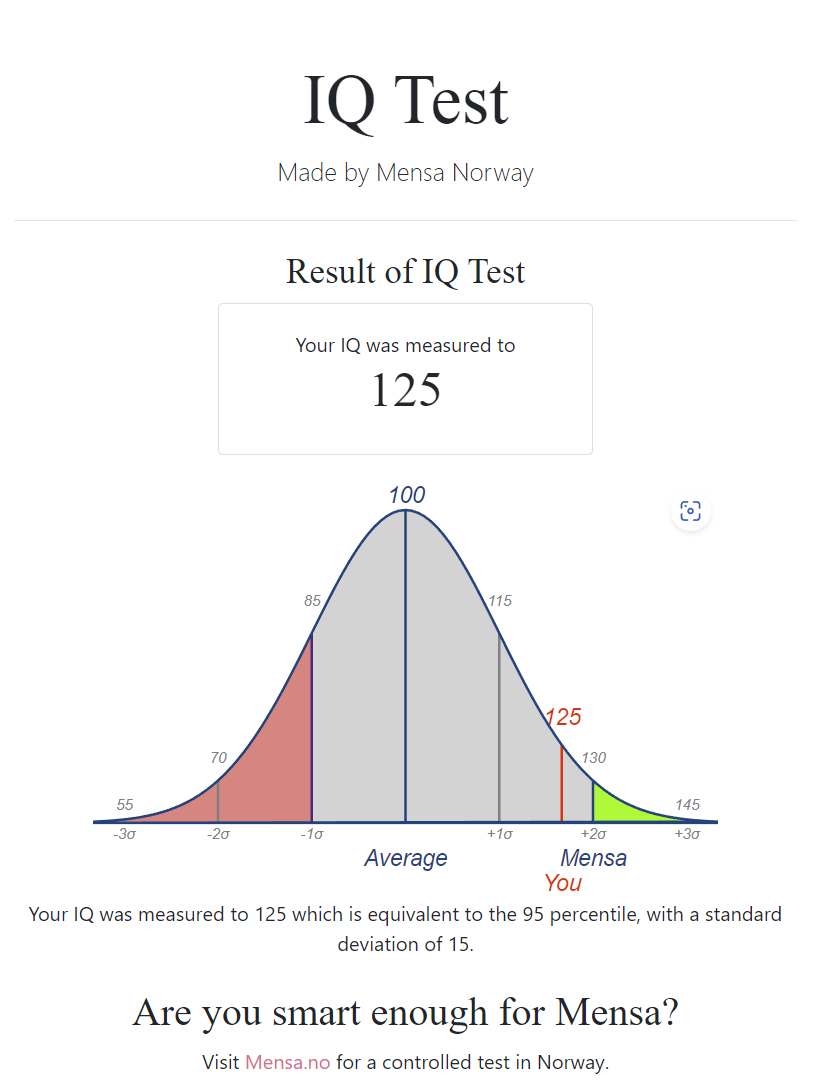 IQ Test
Made by Mensa Norway
Result of IQ Test
Your IQ was measured to
125
100
85
115
125
70
130
55
145
-3σ
-2σ
-1σ
+1σ
+2σ
+3σ
Average
Mensa
You
Your IQ was measured to 125 which is equivalent to the 95 percentile, with a standard
deviation of 15.
Are you smart enough for Mensa?
Visit Mensa.no for a controlled test in Norway.